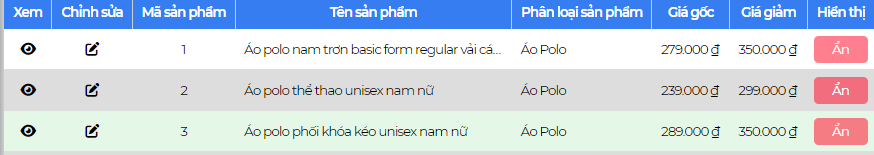 Xem Chỉnh sửa Mã sản phẩm Tên sản phẩm Phân loại sản phẩm Giá gốc Giá giảm Hiển thị
1 Áo polo nam trơn basic form regular vải cá... Áo Polo 279.000 ₫ 350.000 ₫ Ẩn
2 Áo polo thể thao unisex nam nữ Áo Polo 239.000 ₫ 299.000 ₫ Ẩn
3 Áo polo phối khóa kéo unisex nam nữ Áo Polo 289.000 ₫ 350.000 ₫ Ẩn